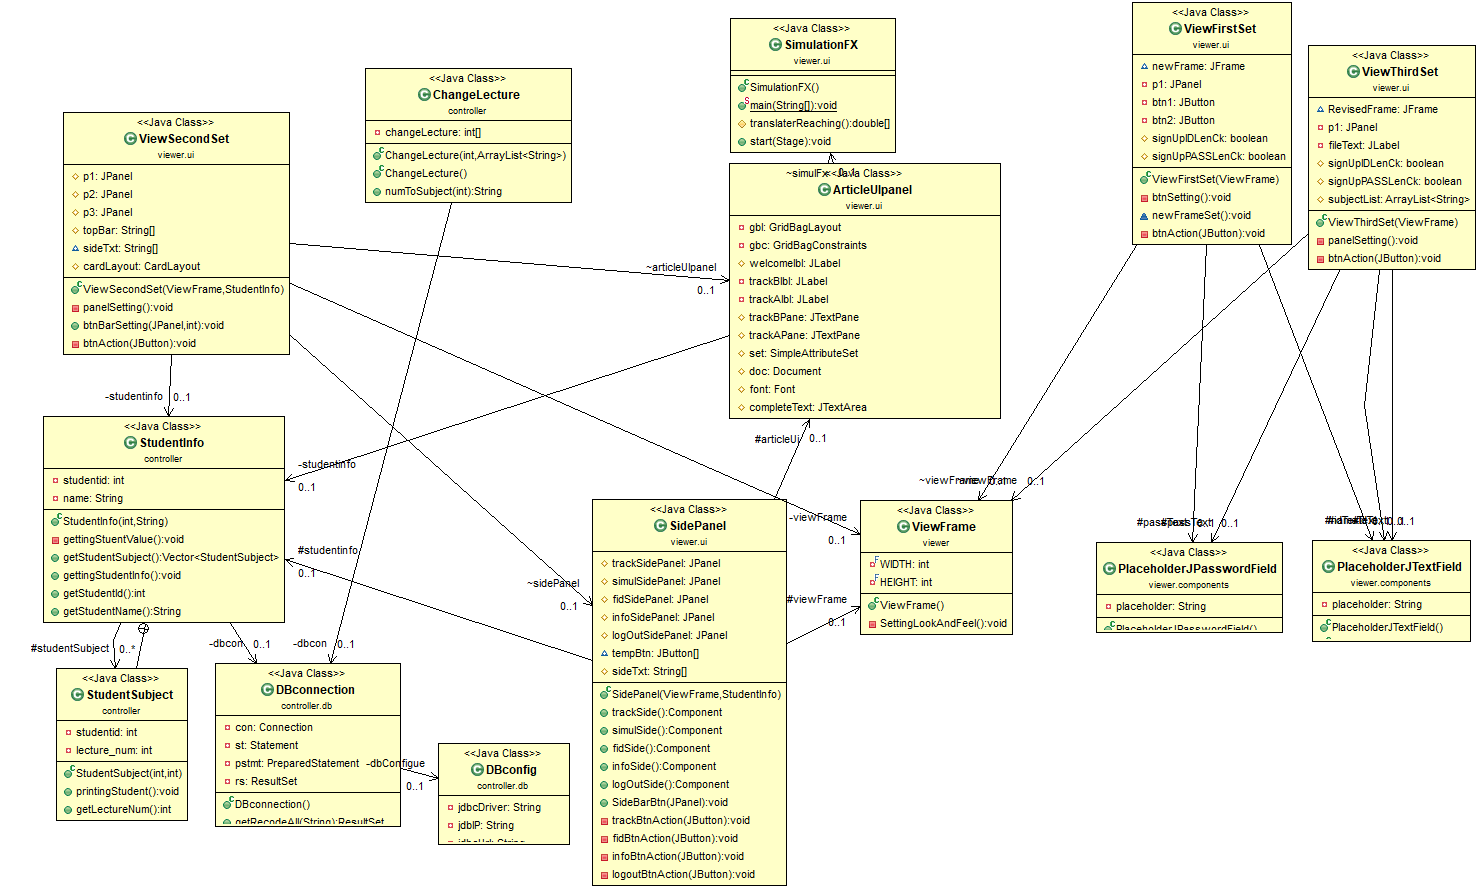 <<Java Class>>
ViewFirstSet
viewer.ui
newFrame: JFrame
p1: JPanel
btn1: JButton
btn2: JButton
signUpIDLenCk: boolean
signUpPASSLenCk: boolean
ViewFirstSet(ViewFrame)
btnSetting():void
newFrameSet():void
btnAction(JButton):void
<<Java Class>>
SimulationFX
viewer.ui
SimulationFX()
main(String[]):void
translaterReaching():double[]
start(Stage):void
<<Java Class>>
ViewThirdSet
viewer.ui
RevisedFrame: JFrame
p1: JPanel
fileText: JLabel
signUpIDLenCk: boolean
signUpPASSLenCk: boolean
subjectList: ArrayList<String>
ViewThirdSet(ViewFrame)
panelSetting():void
btnAction(JButton):void
<<Java Class>>
ChangeLecture
controller
changeLecture: int[]
ChangeLecture(int,ArrayList<String>)
ChangeLecture()
numToSubject(int):String
<<Java Class>>
ViewSecondSet
viewer.ui
p1: JPanel
p2: JPanel
p3: JPanel
topBar: String[]
sideTxt: String[]
cardLayout: CardLayout
ViewSecondSet(ViewFrame,StudentInfo)
panelSetting():void
btnBarSetting(JPanel,int):void
btnAction(JButton):void
~simulFx
0..1
<<Java Class>>
ArticleUIpanel
viewer.ui
gbl: GridBagLayout
gbc: GridBagConstraints
welcomelbl: JLabel
trackBlbl: JLabel
trackAlbl: JLabel
trackBPane: JTextPane
trackAPane: JTextPane
set: SimpleAttributeSet
doc: Document
font: Font
completeText: JTextArea
~articleUIpanel
0..1
-studentinfo
0..1
<<Java Class>>
StudentInfo
controller
studentid: int
name: String
StudentInfo(int,String)
gettingStuentValue():void
getStudentSubject():Vector<StudentSubject>
gettingStudentInfo():void
getStudentId():int
getStudentName():String
-studentinfo
0..1
#studentinfo
0..1
#articleUi
0..1
~viewFrame
-viewFrame
0..1
0..1
-viewFrame
0..1
#viewFrame
0..1
~sidePanel
0..1
<<Java Class>>
SidePanel
viewer.ui
trackSidePanel: JPanel
simulSidePanel: JPanel
fidSidePanel: JPanel
infoSidePanel: JPanel
logOutSidePanel: JPanel
tempBtn: JButton[]
sideTxt: String[]
SidePanel(ViewFrame,StudentInfo)
trackSide():Component
simulSide():Component
fidSide():Component
infoSide():Component
logOutSide():Component
SideBarBtn(JPanel):void
trackBtnAction(JButton):void
fidBtnAction(JButton):void
infoBtnAction(JButton):void
logoutBtnAction(JButton):void
<<Java Class>>
ViewFrame
viewer
WIDTH: int
HEIGHT: int
ViewFrame()
SettingLookAndFeel():void
0..1
0..1
<<Java Class>>
PlaceholderJPasswordField
viewer.components
placeholder: String
PlaceholderJPasswordField()
0..1
<<Java Class>>
PlaceholderJTextField
viewer.components
placeholder: String
PlaceholderJTextField()
#studentSubject
0..*
-dbcon
0..1
-dbcon
0..1
<<Java Class>>
StudentSubject
controller
studentid: int
lecture_num: int
StudentSubject(int,int)
printingStudent():void
getLectureNum():int
<<Java Class>>
DBconnection
controller.db
con: Connection
st: Statement
pstmt: PreparedStatement
rs: ResultSet
DBconnection()
getRecodeAll(String):ResultSet
-dbConfigue
0..1
<<Java Class>>
DBconfig
controller.db
jdbcDriver: String
jdbIP: String